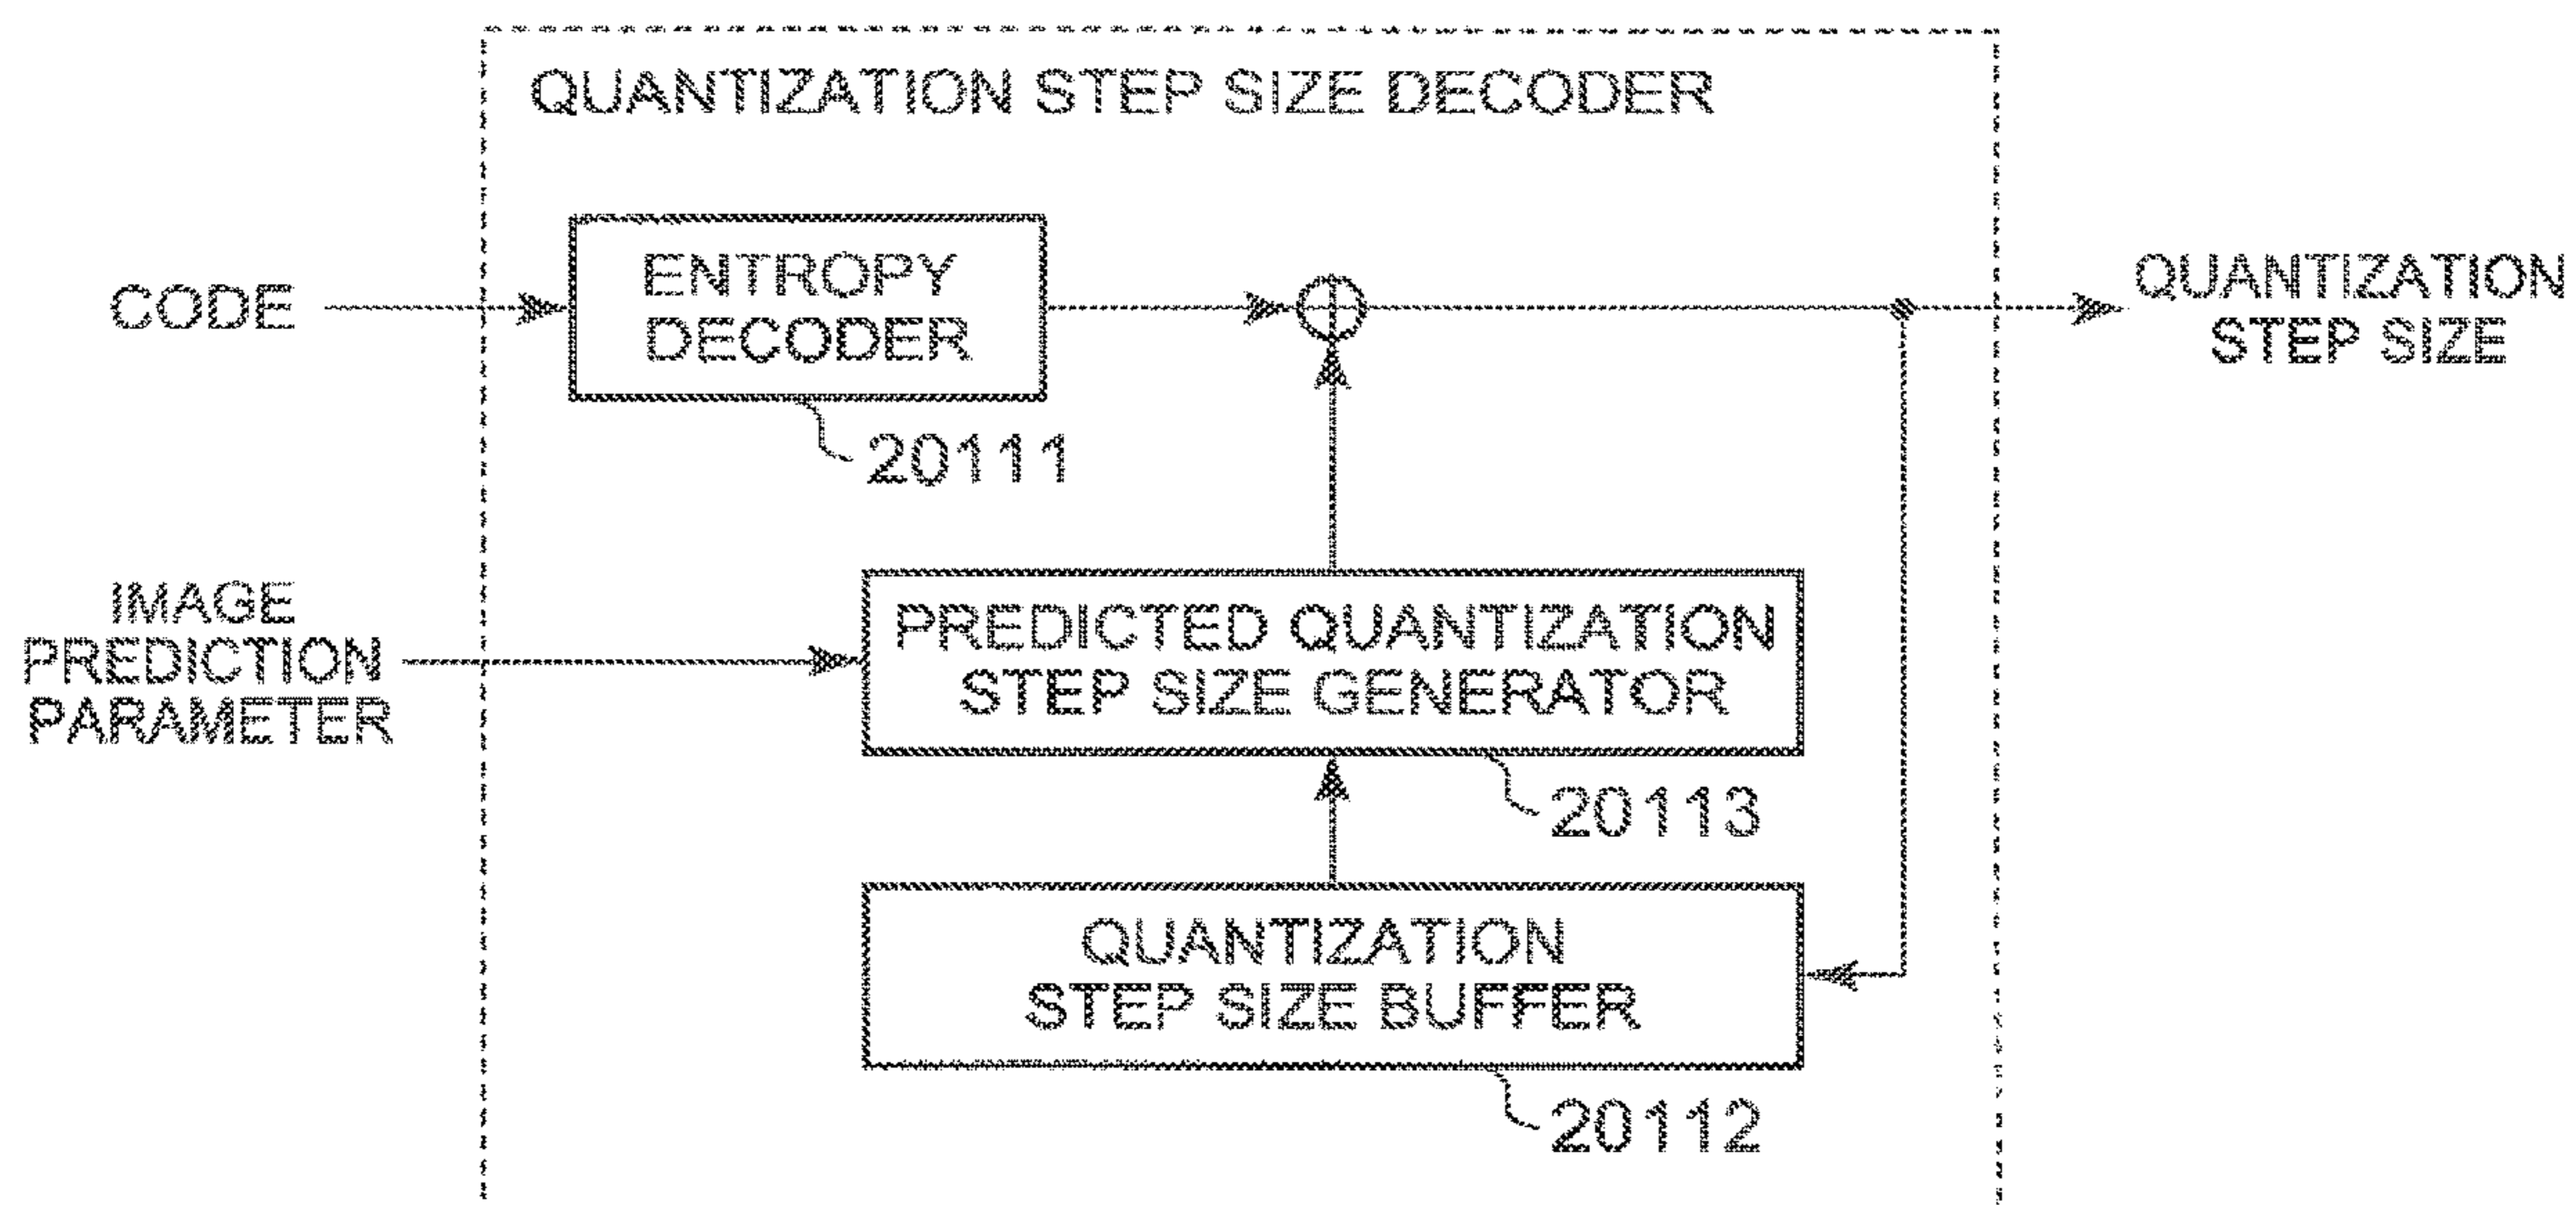 QUANTIZATION STEP SIZE DECODER
CODE
ENTROPY
DECODER
20111
QUANTIZATION
STEP SIZE
IMAGE
PREDICTION
PARAMETER
PREDICTED QUANTIZATION
STEP SIZE GENERATOR
20113
QUANTIZATION
STEP SIZE BUFFER
20112